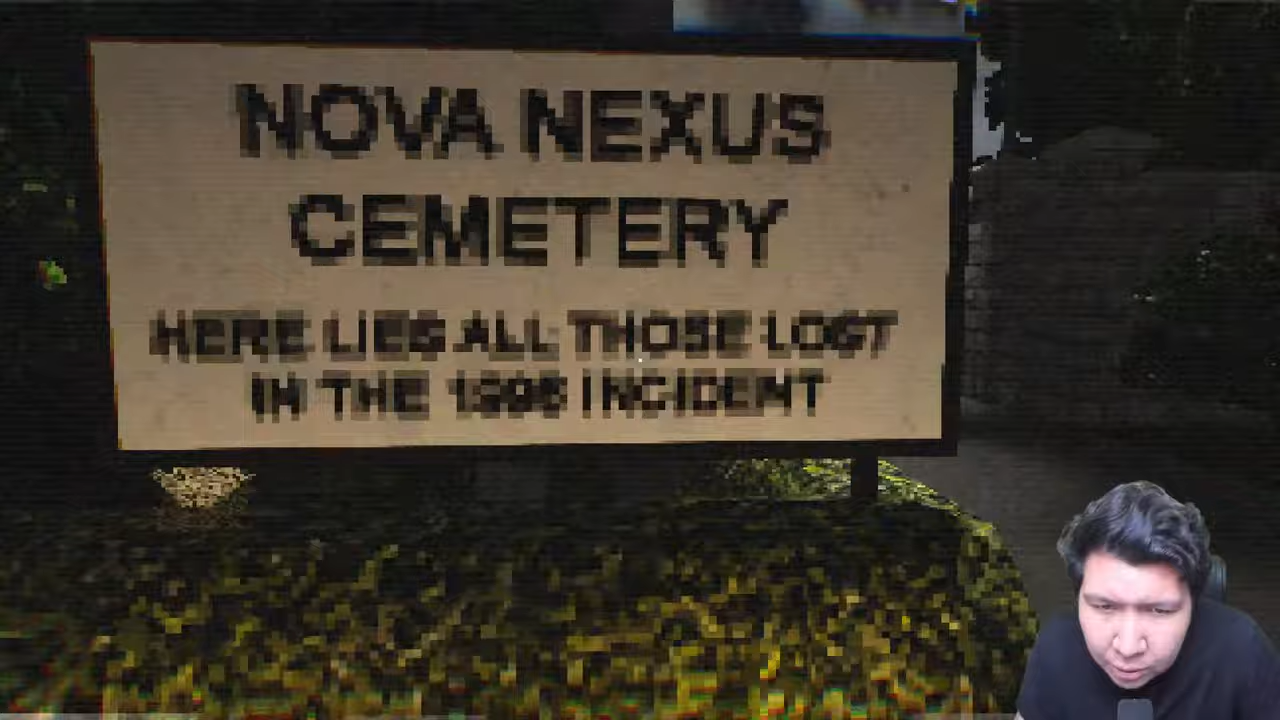 NOVA NEXUS
CEMETERY
HERE LIES ALL THOSE LOST
IN THE INCIDENT